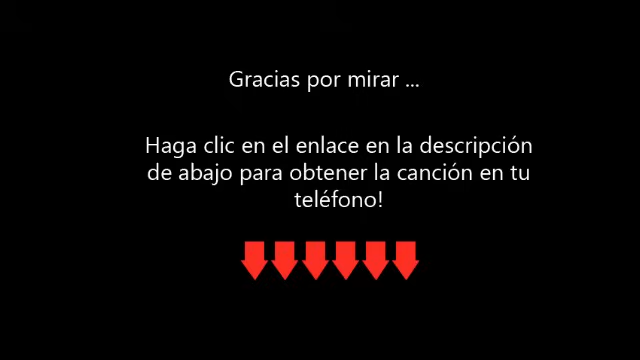 Gracias por mirar ...
Haga clic en el enlace en la descripción
de abajo para obtener la canción en tu
teléfono!